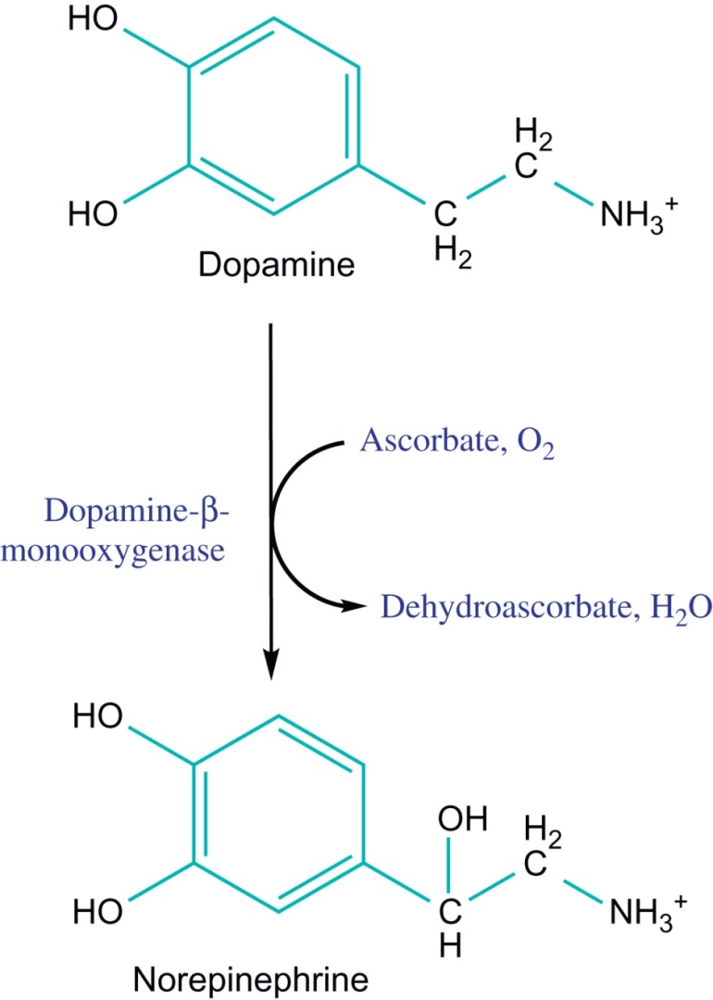 HO
H₂
C
HO
C
NH₃⁺
H₂
Dopamine
Ascorbate, O₂
Dopamine-β-
monooxygenase
Dehydroascorbate, H₂O
HO
OH
H₂
C
HO
C
NH₃⁺
H
Norepinephrine